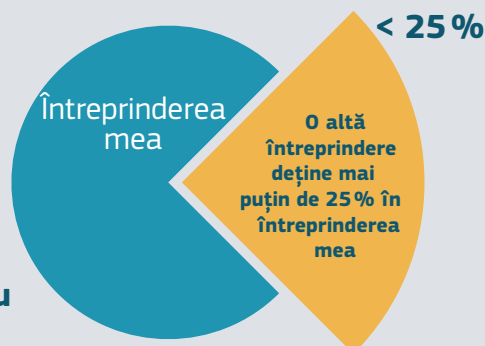 < 25 %
Întreprinderea
mea
O altă
întreprindere
deține mai
puțin de 25 % în
întreprinderea
mea